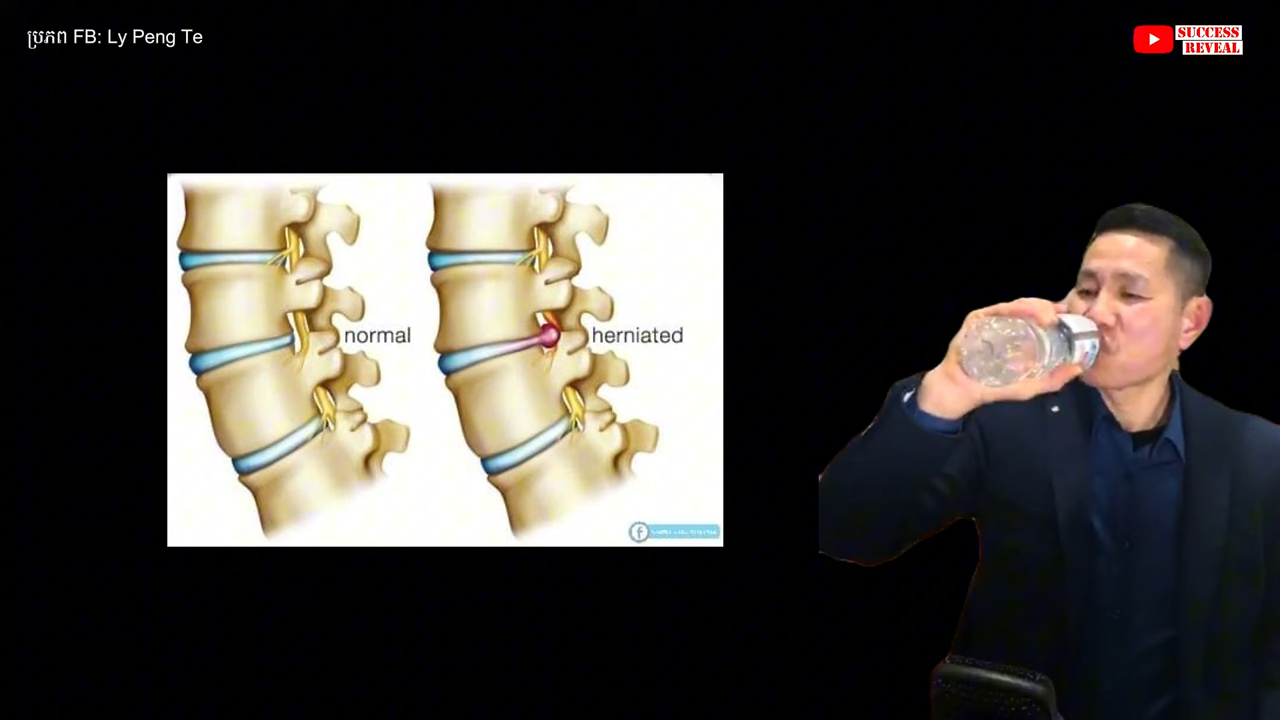 ប្រភព FB: Ly Peng Te
SUCCESS
REVEAL
normal
herniated